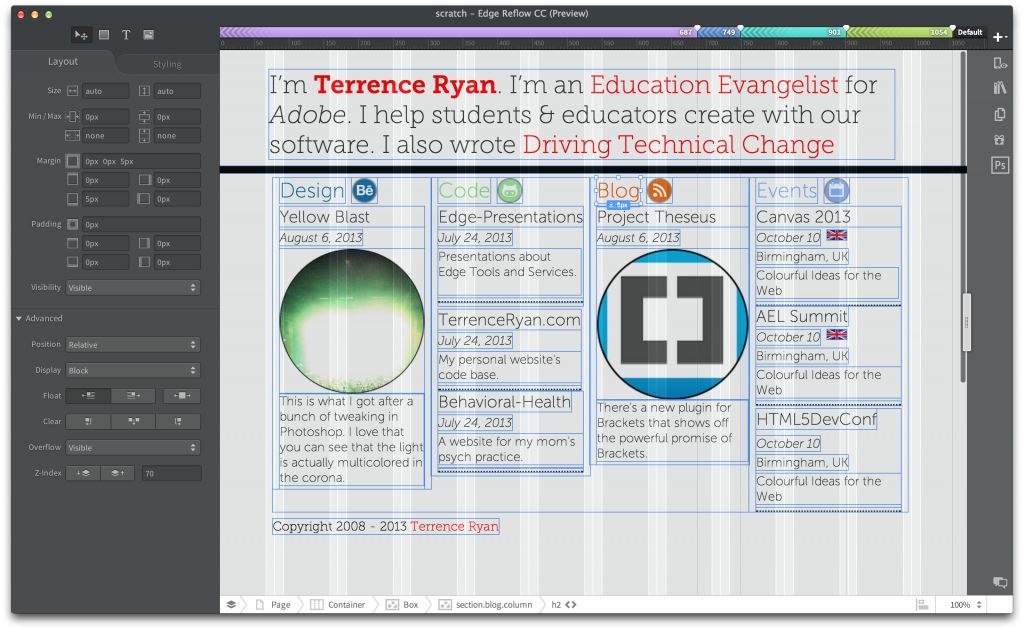 scratch – Edge Reflow CC (Preview)
T
687
749
901
1054
Default
0 50 100 150 200 250 300 350 400 450 500 550 600 650 700 750 800 850 900 950 1000 1050
Layout
Styling
Size auto auto
Min / Max 0px 0px
none none
Margin 0px 0px 5px
0px 0px
5px 0px
Padding 0px
0px 0px
0px 0px
Visibility Visible
Advanced
Position Relative
Display Block
Float
Clear
Overflow Visible
Z-Index 70
I'm Terrence Ryan. I'm an Education Evangelist for
Adobe. I help students & educators create with our
software. I also wrote Driving Technical Change
Design Bē
Yellow Blast
August 6, 2013
This is what I got after a
bunch of tweaking in
Photoshop. I love that
you can see that the light
is actually multicolored in
the corona.
Code
Edge-Presentations
July 24, 2013
Presentations about
Edge Tools and Services.
TerrenceRyan.com
July 24, 2013
My personal website's
code base.
Behavioral-Health
July 24, 2013
A website for my mom's
psych practice.
Blog
5px
Project Theseus
August 6, 2013
There's a new plugin for
Brackets that shows off
the powerful promise of
Brackets.
Events
Canvas 2013
October 10
Birmingham, UK
Colourful Ideas for the
Web
AEL Summit
October 10
Birmingham, UK
Colourful Ideas for the
Web
HTML5DevConf
October 10
Birmingham, UK
Colourful Ideas for the
Web
Copyright 2008 - 2013 Terrence Ryan
Ps
Page
Container
Box
section.blog.column
h2 <>
100%